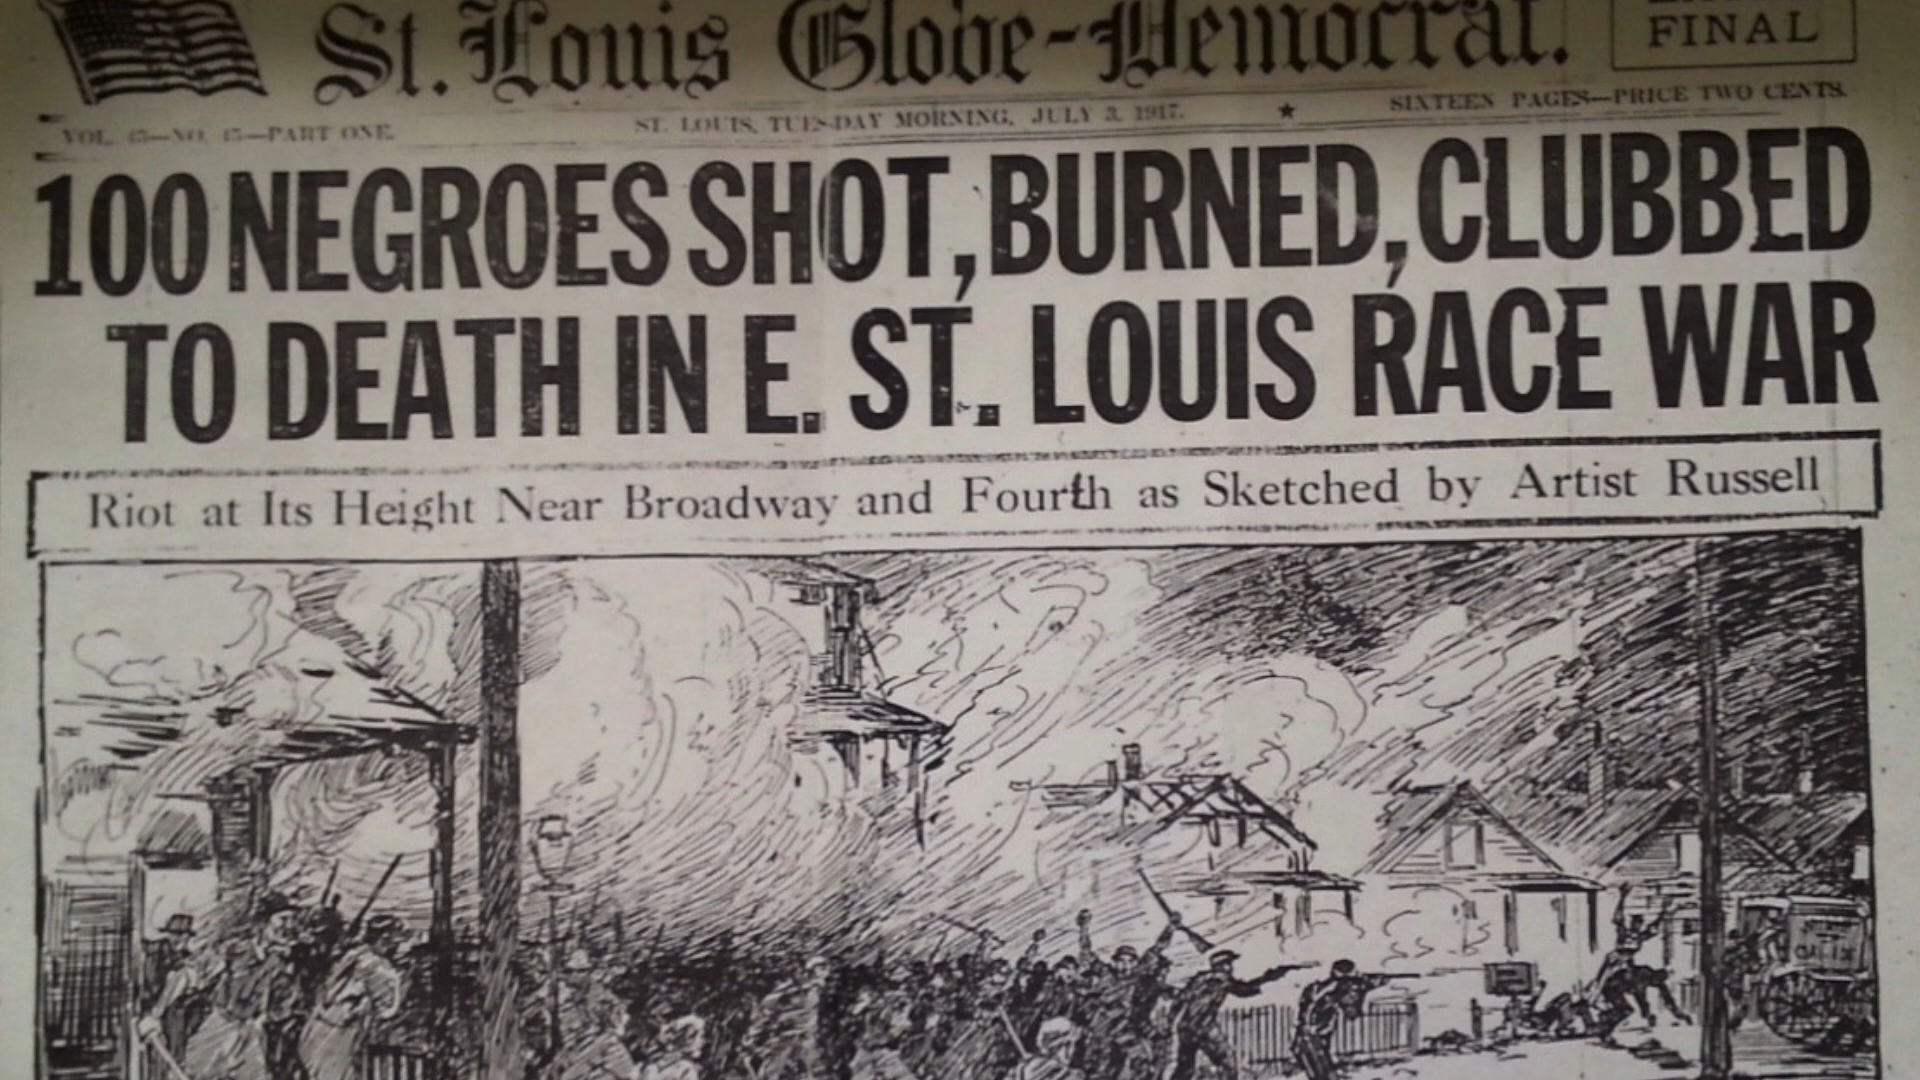 St. Louis Globe-Democrat.
FINAL
VOL. 43—NO. 45—PART ONE.
ST. LOUIS, TUESDAY MORNING, JULY 3, 1917.
SIXTEEN PAGES—PRICE TWO CENTS.
100 NEGROES SHOT, BURNED, CLUBBED
TO DEATH IN E. ST. LOUIS RACE WAR
Riot at Its Height Near Broadway and Fourth as Sketched by Artist Russell